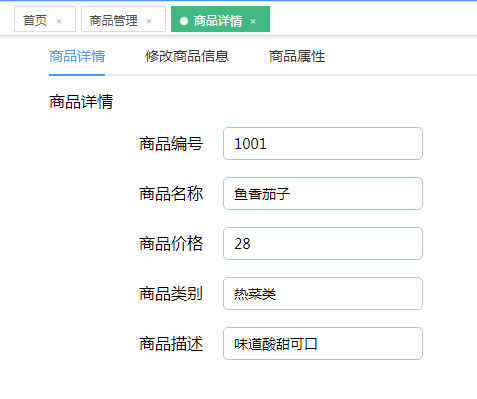 首页 × 商品管理 × 商品详情 ×
商品详情 修改商品信息 商品属性
商品详情
商品编号 1001
商品名称 鱼香茄子
商品价格 28
商品类别 热菜类
商品描述 味道酸甜可口